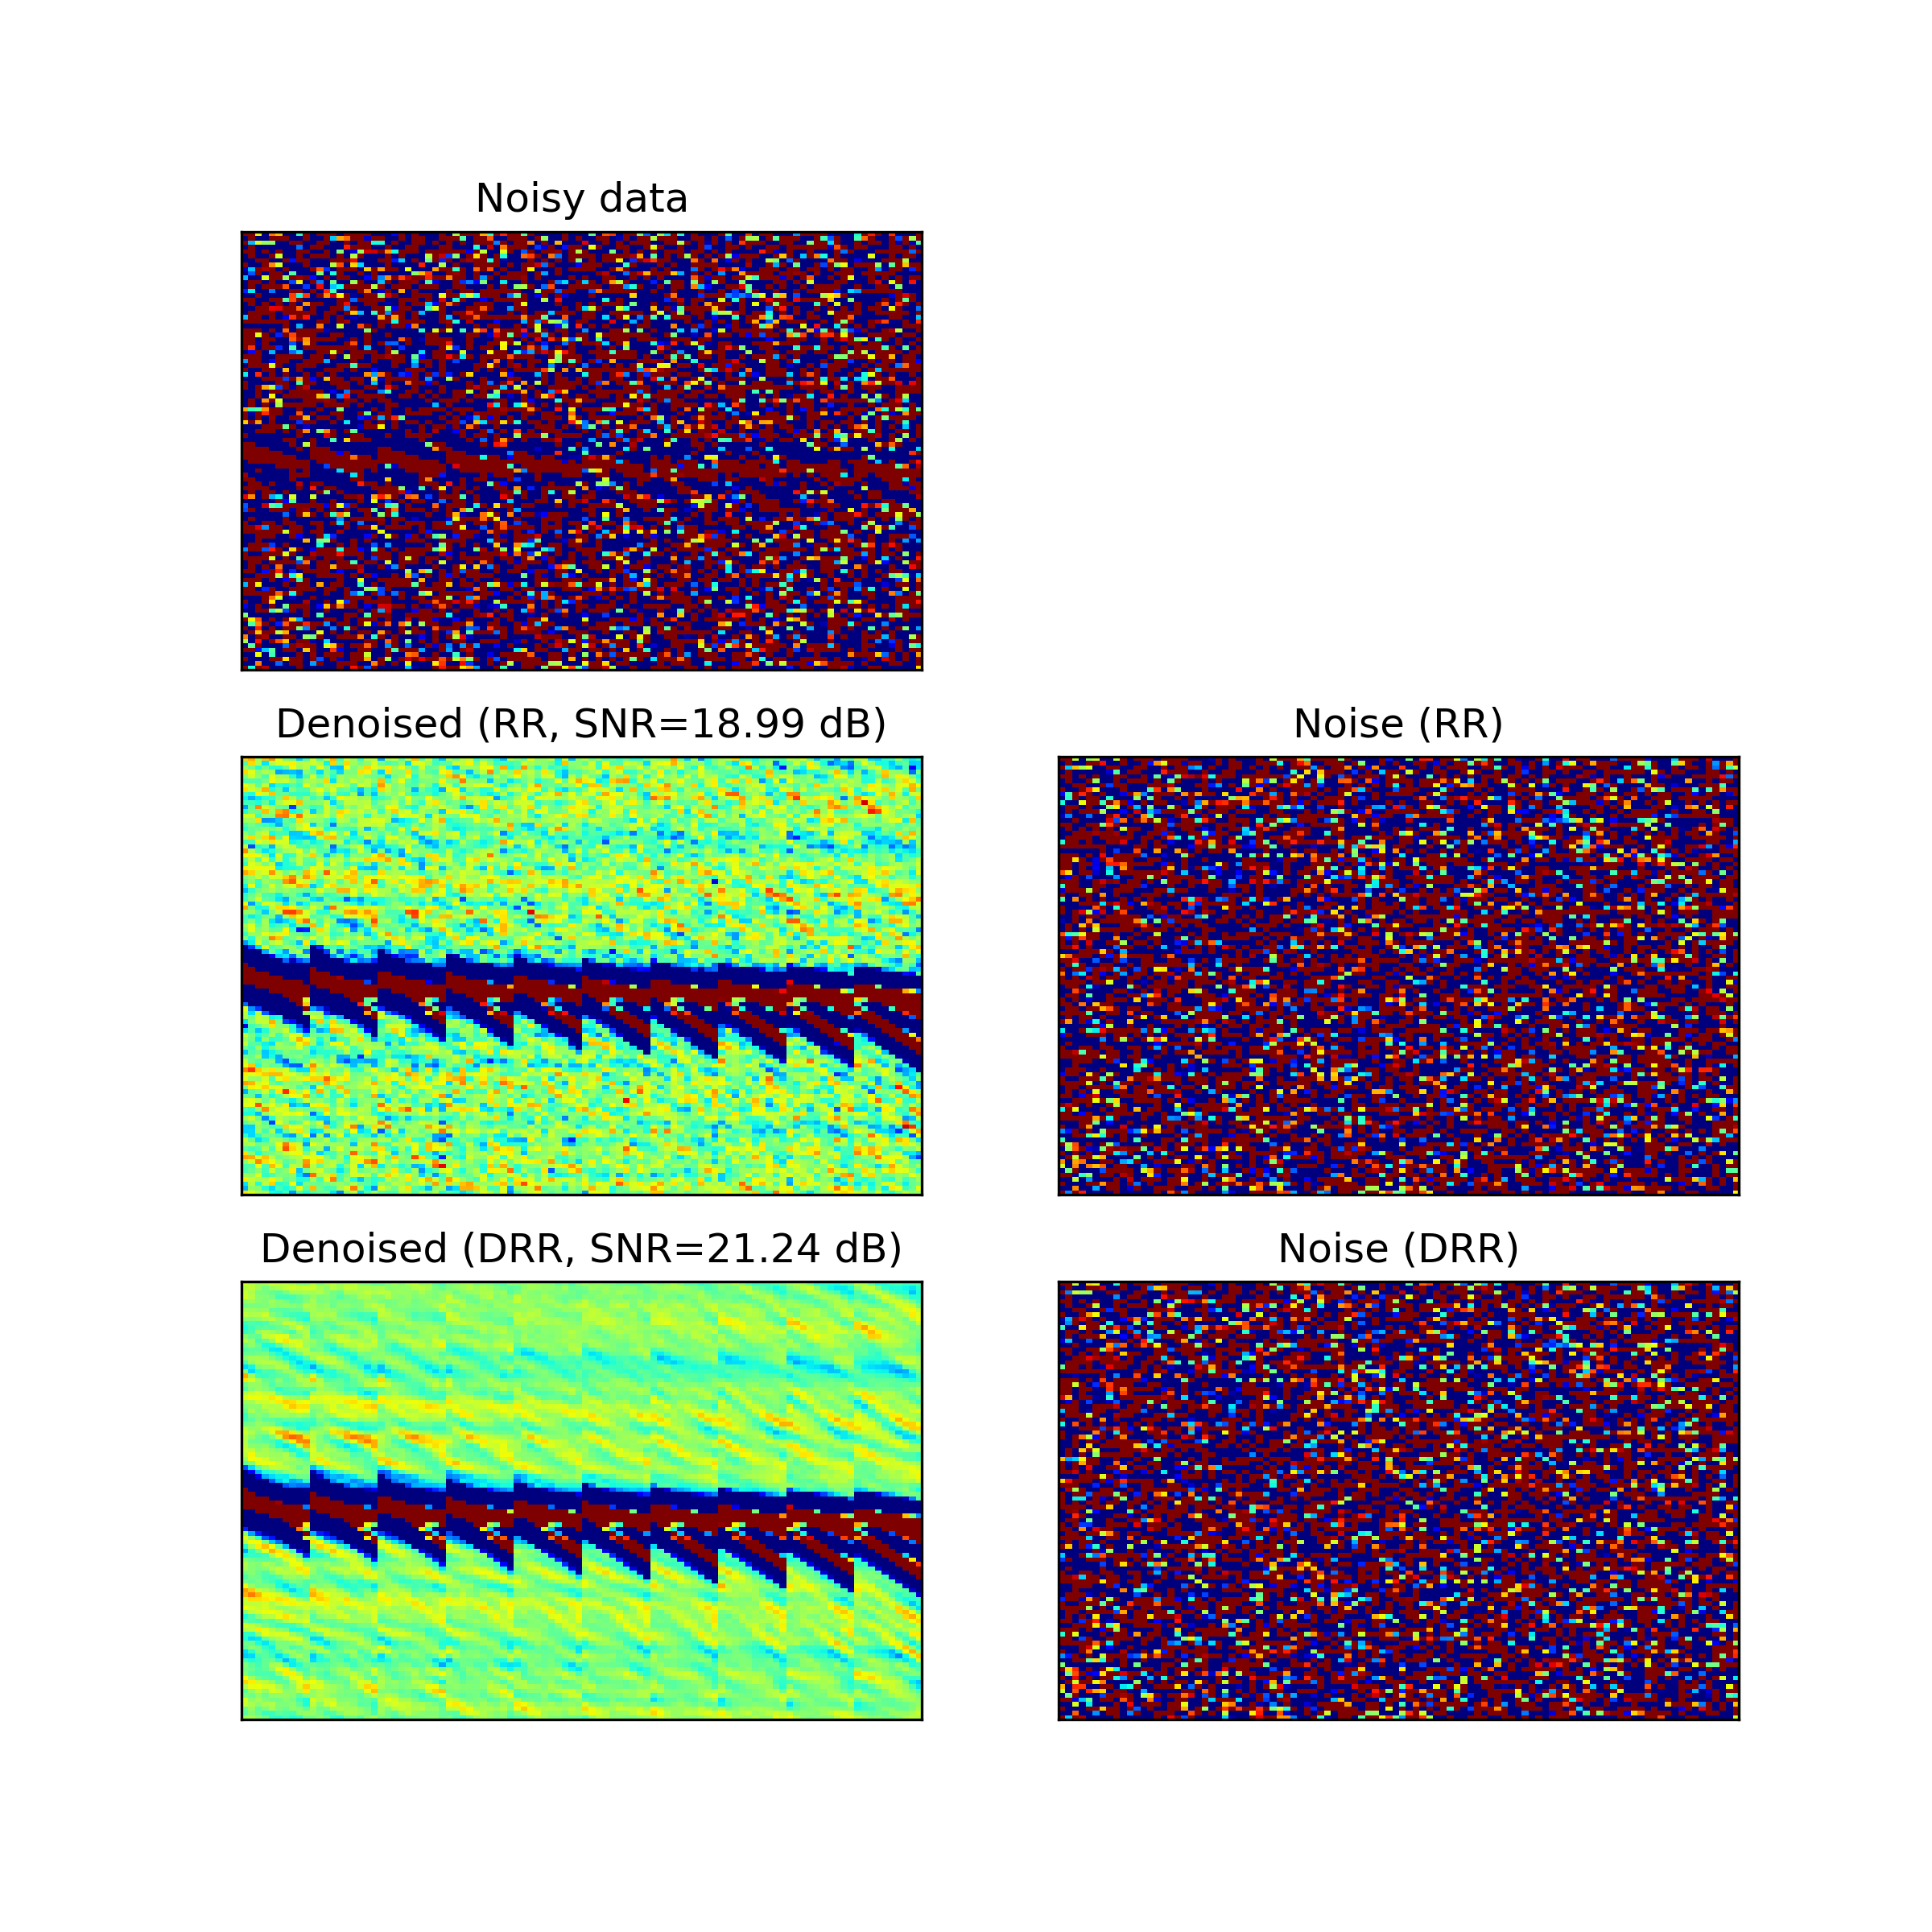 Noisy data
Denoised (RR, SNR=18.99 dB)
Noise (RR)
Denoised (DRR, SNR=21.24 dB)
Noise (DRR)